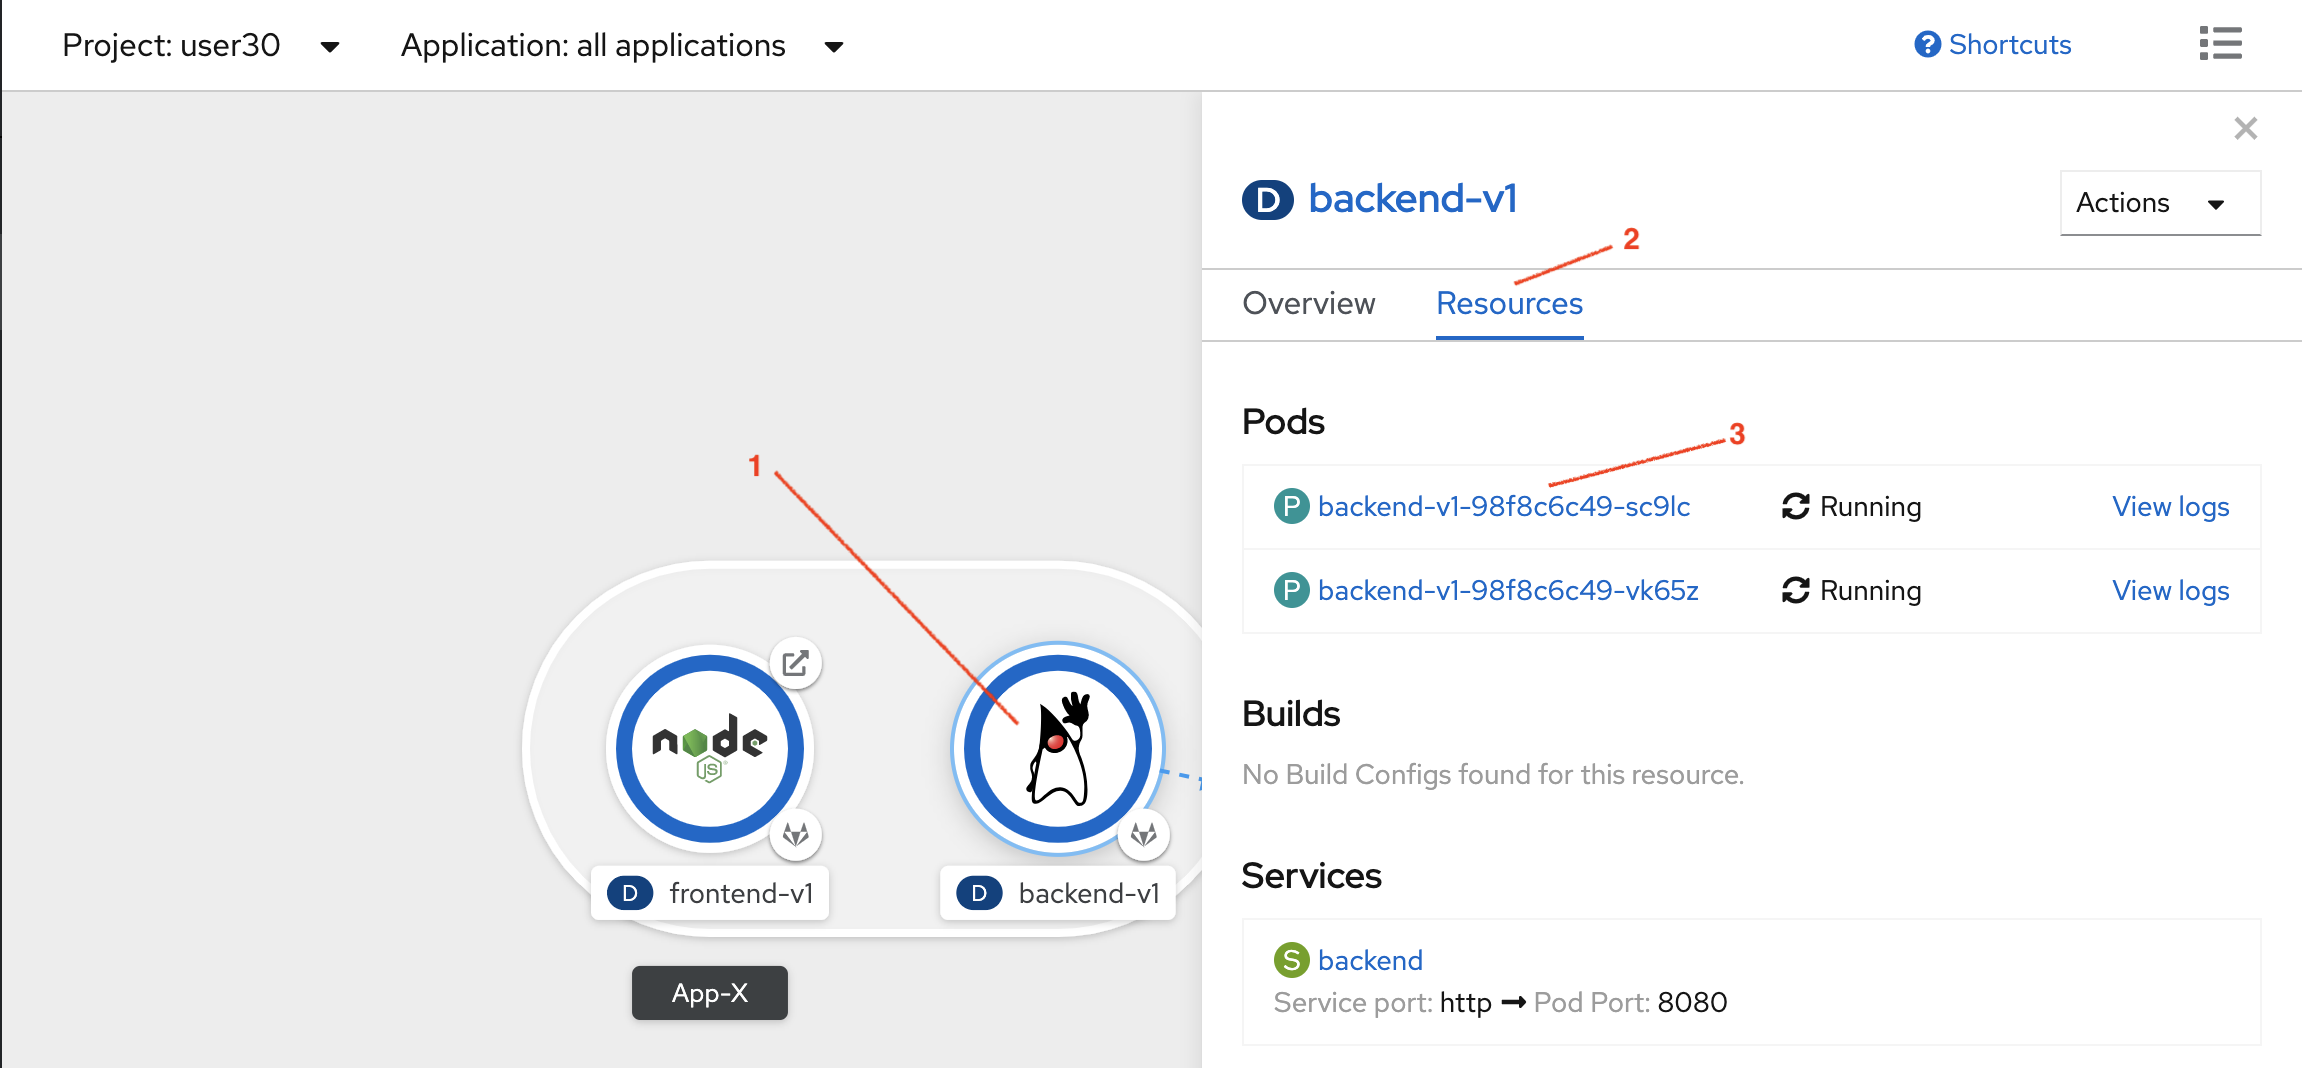 Project: user30
Application: all applications
Shortcuts
D backend-v1
Actions
2
Overview
Resources
Pods
3
1
P backend-v1-98f8c6c49-sc9lc
Running
View logs
P backend-v1-98f8c6c49-vk65z
Running
View logs
node
JS
Builds
No Build Configs found for this resource.
D frontend-v1
D backend-v1
Services
App-X
S backend
Service port: http → Pod Port: 8080